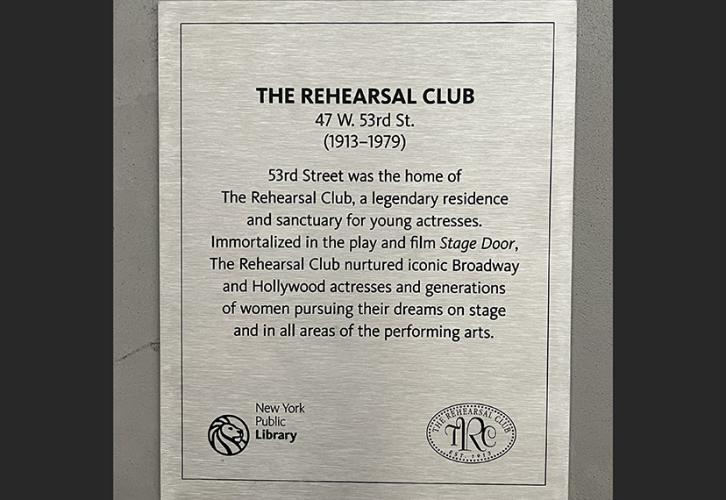 THE REHEARSAL CLUB
47 W. 53rd St.
(1913–1979)
53rd Street was the home of
The Rehearsal Club, a legendary residence
and sanctuary for young actresses.
Immortalized in the play and film Stage Door,
The Rehearsal Club nurtured iconic Broadway
and Hollywood actresses and generations
of women pursuing their dreams on stage
and in all areas of the performing arts.
New York
Public
Library
THE REHEARSAL CLUB
TRC
EST. 1913